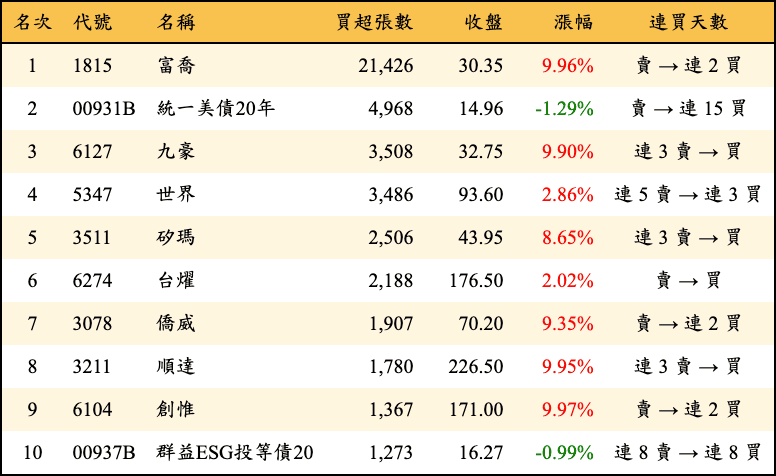 名次 代號 名稱 買超張數 收盤 漲幅 連買天數
1 1815 富喬 21,426 30.35 9.96% 賣 → 連 2 買
2 00931B 統一美債20年 4,968 14.96 -1.29% 賣 → 連 15 買
3 6127 九豪 3,508 32.75 9.90% 連 3 賣 → 買
4 5347 世界 3,486 93.60 2.86% 連 5 賣 → 連 3 買
5 3511 矽瑪 2,506 43.95 8.65% 連 3 賣 → 買
6 6274 台燿 2,188 176.50 2.02% 賣 → 買
7 3078 僑威 1,907 70.20 9.35% 賣 → 連 2 買
8 3211 順達 1,780 226.50 9.95% 連 3 賣 → 買
9 6104 創惟 1,367 171.00 9.97% 賣 → 連 2 買
10 00937B 群益ESG投等債20 1,273 16.27 -0.99% 連 8 賣 → 連 8 買